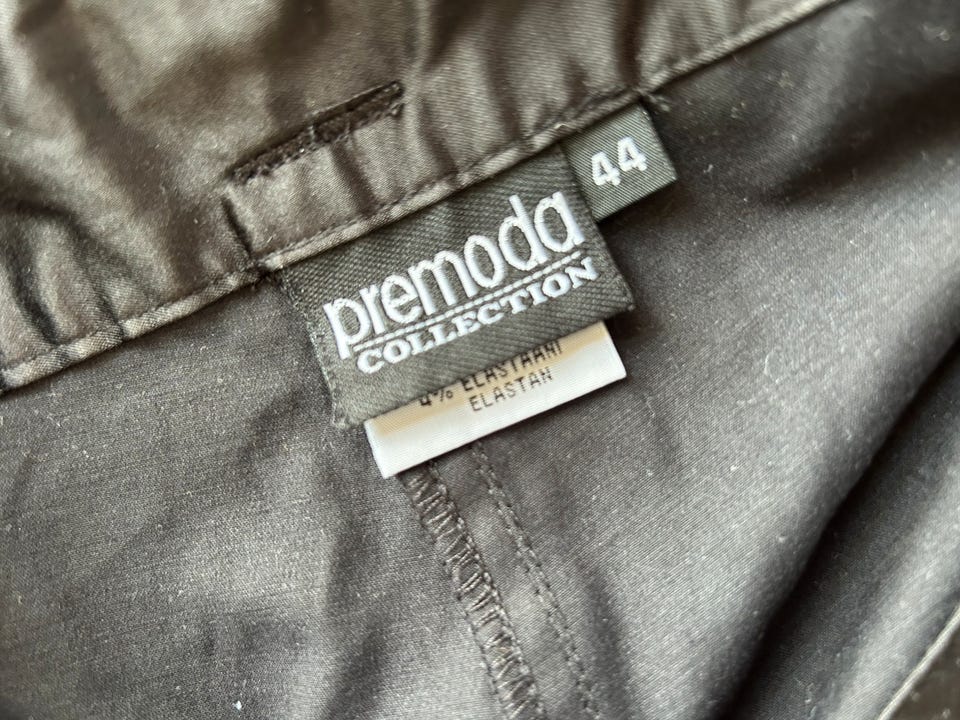 44
premoda
COLLECTION
4% ELASTAANI
ELASTAN